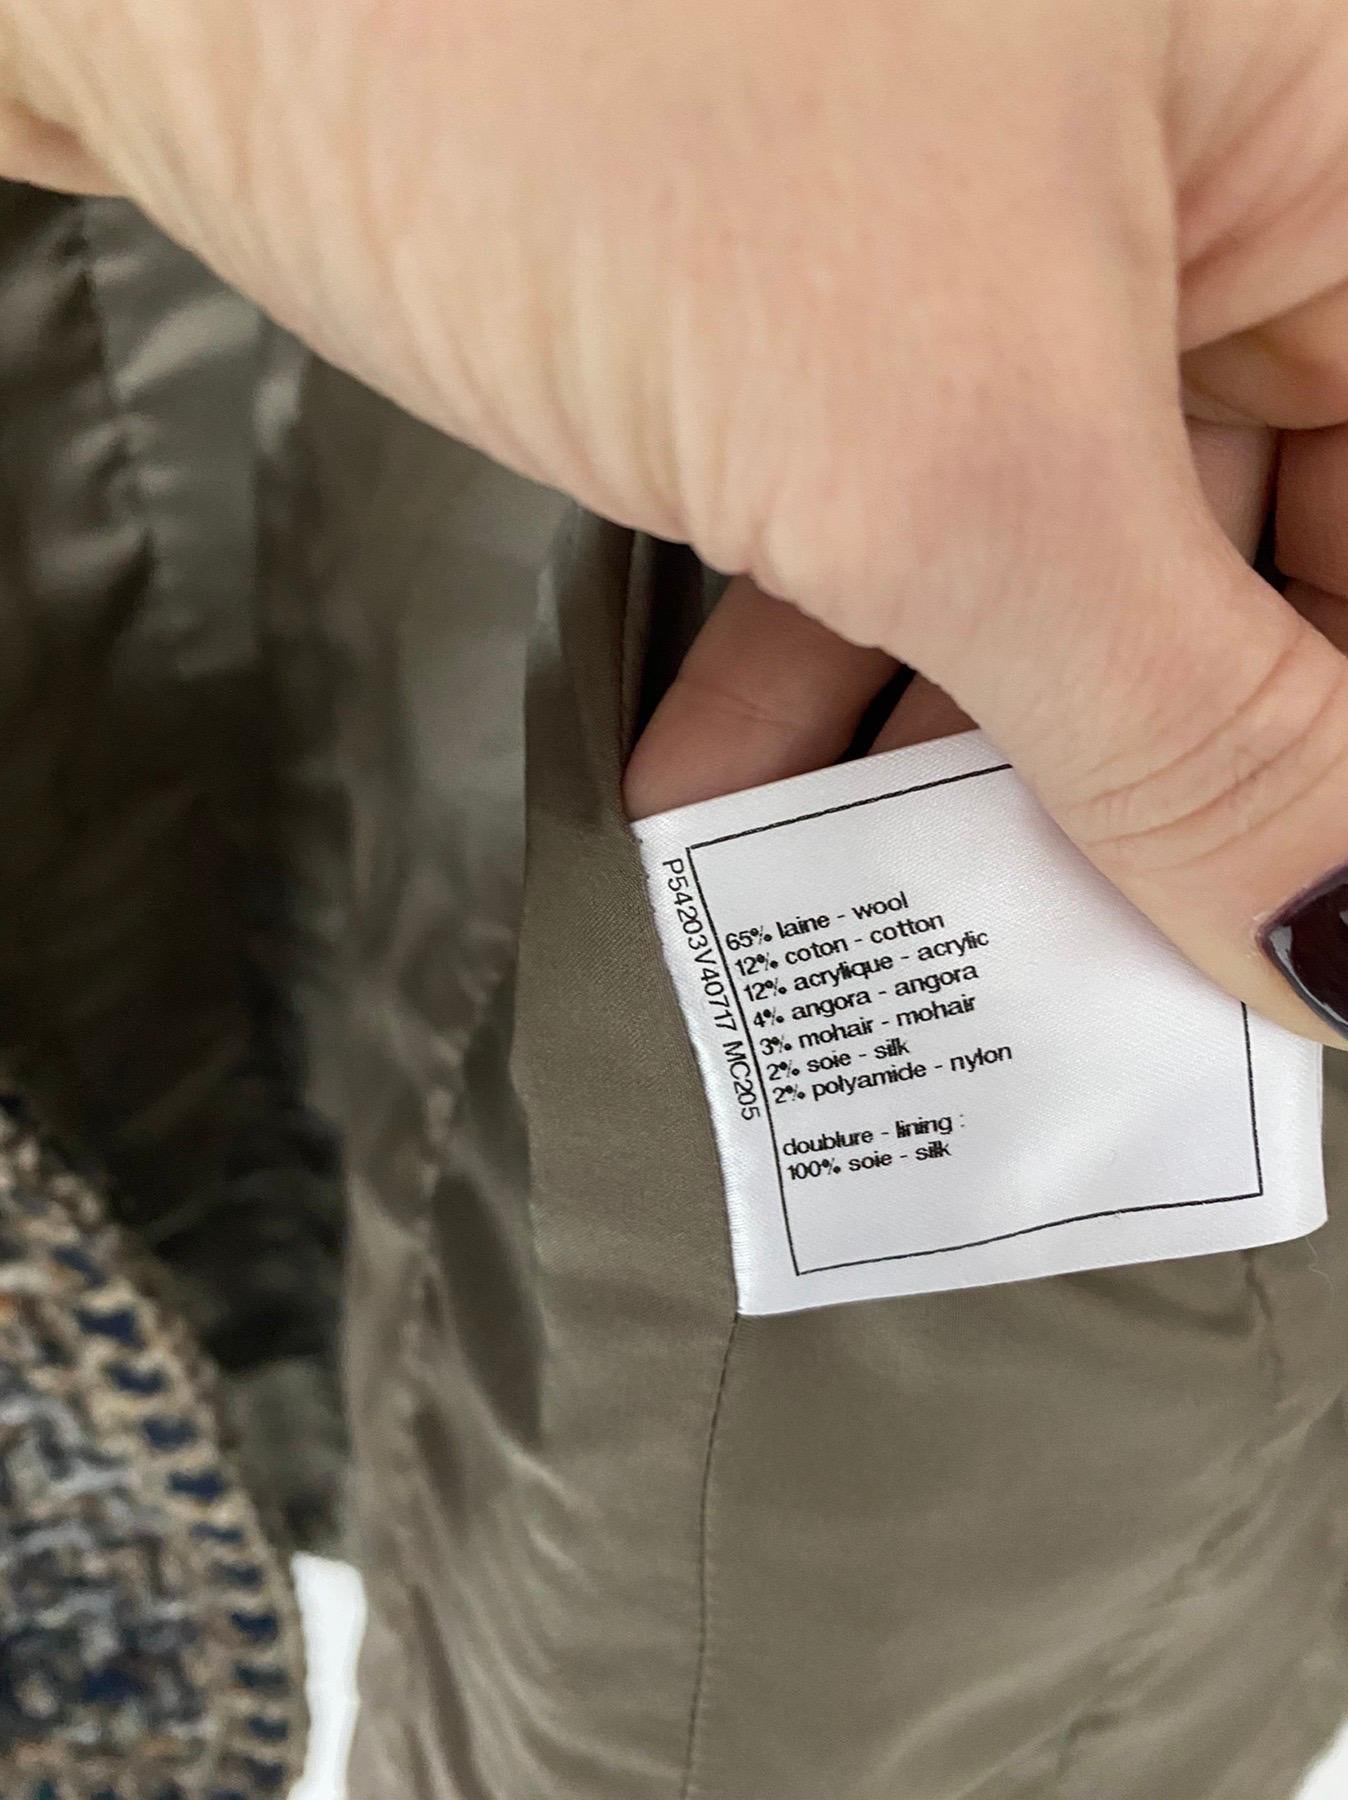 P54203V40717 MC205
65% laine - wool
12% coton - cotton
12% acrylique - acrylic
4% angora - angora
3% mohair - mohair
2% soie - silk
2% polyamide - nylon
doublure - lining :
100% soie - silk